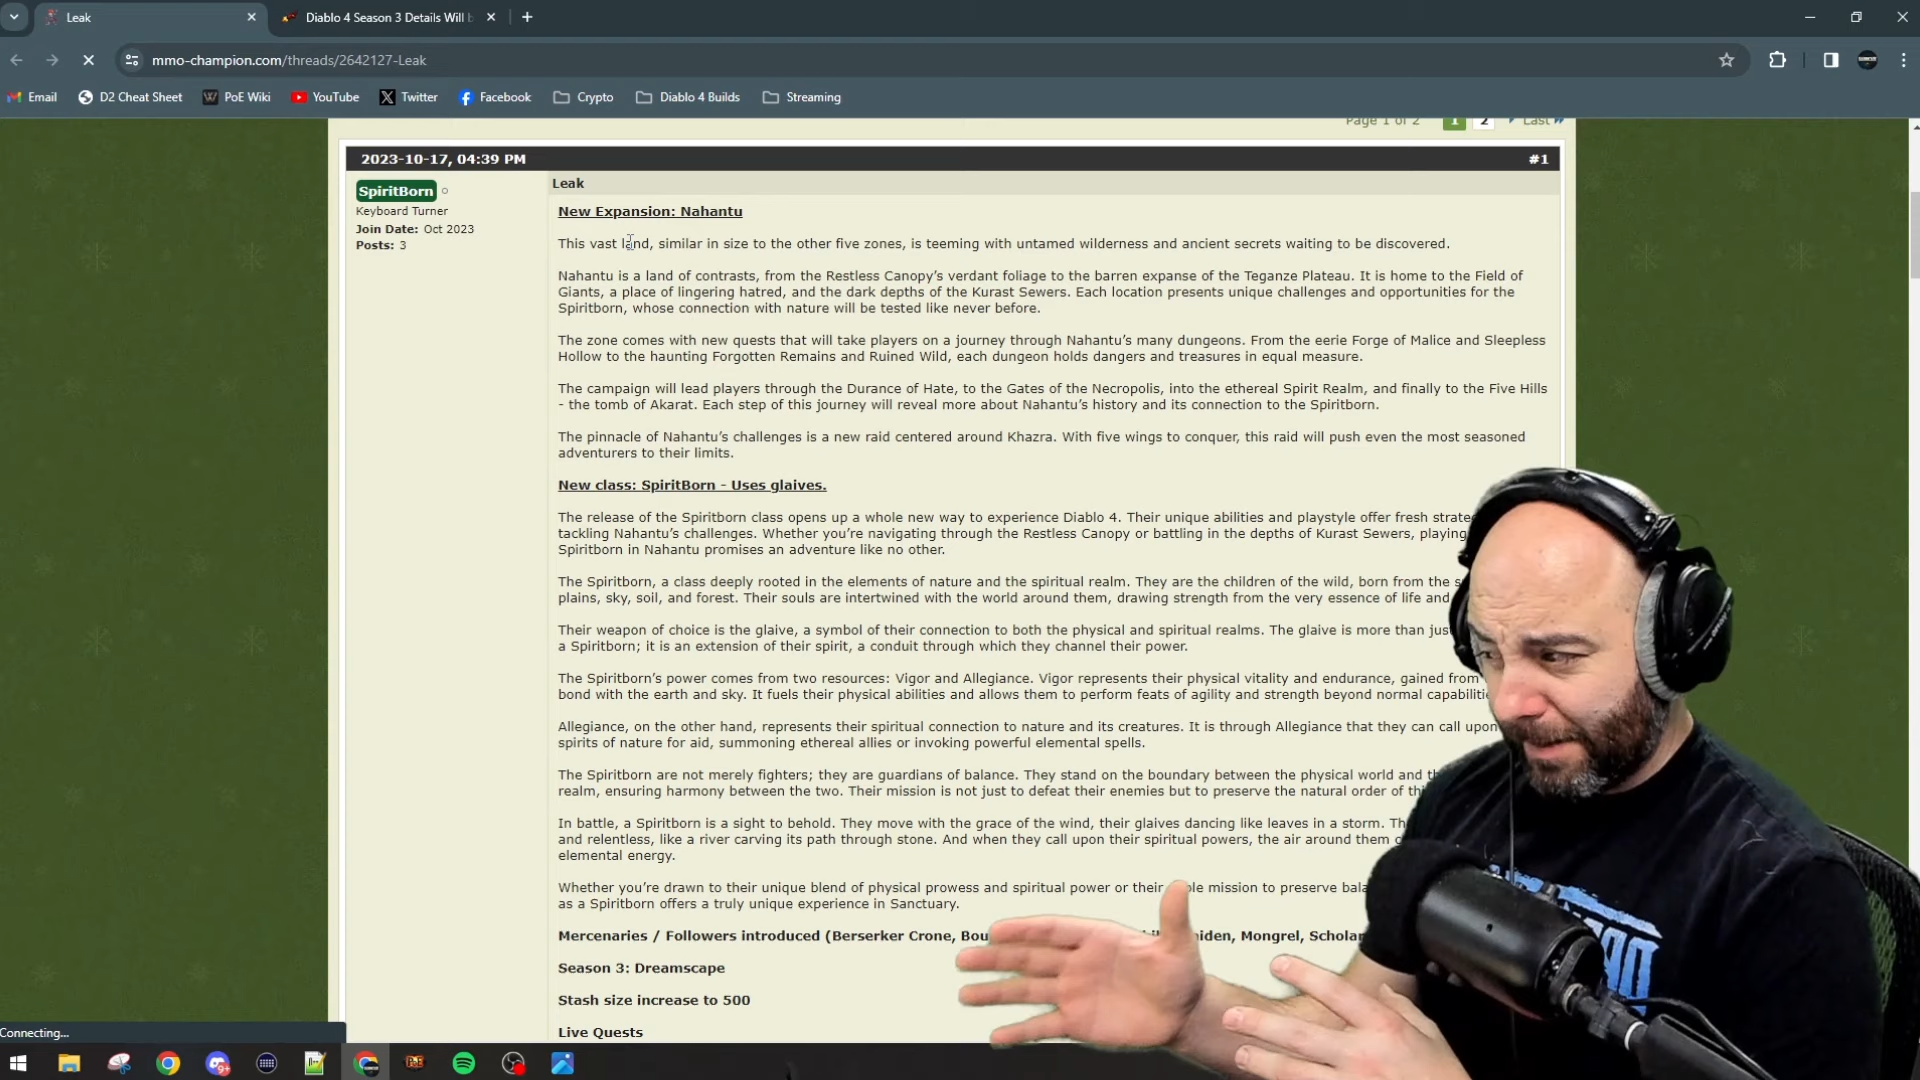 Leak
Diablo 4 Season 3 Details Will b
mmo-champion.com/threads/2642127-Leak
Email
D2 Cheat Sheet
PoE Wiki
YouTube
Twitter
Facebook
Crypto
Diablo 4 Builds
Streaming
Page 1 of 2 1 2 Last
2023-10-17, 04:39 PM #1
SpiritBorn
Keyboard Turner
Join Date: Oct 2023
Posts: 3
Leak
New Expansion: Nahantu
This vast land, similar in size to the other five zones, is teeming with untamed wilderness and ancient secrets waiting to be discovered.
Nahantu is a land of contrasts, from the Restless Canopy's verdant foliage to the barren expanse of the Teganze Plateau. It is home to the Field of
Giants, a place of lingering hatred, and the dark depths of the Kurast Sewers. Each location presents unique challenges and opportunities for the
Spiritborn, whose connection with nature will be tested like never before.
The zone comes with new quests that will take players on a journey through Nahantu's many dungeons. From the eerie Forge of Malice and Sleepless
Hollow to the haunting Forgotten Remains and Ruined Wild, each dungeon holds dangers and treasures in equal measure.
The campaign will lead players through the Durance of Hate, to the Gates of the Necropolis, into the ethereal Spirit Realm, and finally to the Five Hills
- the tomb of Akarat. Each step of this journey will reveal more about Nahantu's history and its connection to the Spiritborn.
The pinnacle of Nahantu's challenges is a new raid centered around Khazra. With five wings to conquer, this raid will push even the most seasoned
adventurers to their limits.
New class: SpiritBorn - Uses glaives.
The release of the Spiritborn class opens up a whole new way to experience Diablo 4. Their unique abilities and playstyle offer fresh strate
tackling Nahantu's challenges. Whether you're navigating through the Restless Canopy or battling in the depths of Kurast Sewers, playing
Spiritborn in Nahantu promises an adventure like no other.
The Spiritborn, a class deeply rooted in the elements of nature and the spiritual realm. They are the children of the wild, born from the s
plains, sky, soil, and forest. Their souls are intertwined with the world around them, drawing strength from the very essence of life and
Their weapon of choice is the glaive, a symbol of their connection to both the physical and spiritual realms. The glaive is more than jus
a Spiritborn; it is an extension of their spirit, a conduit through which they channel their power.
The Spiritborn's power comes from two resources: Vigor and Allegiance. Vigor represents their physical vitality and endurance, gained from
bond with the earth and sky. It fuels their physical abilities and allows them to perform feats of agility and strength beyond normal capabiliti
Allegiance, on the other hand, represents their spiritual connection to nature and its creatures. It is through Allegiance that they can call upon
spirits of nature for aid, summoning ethereal allies or invoking powerful elemental spells.
The Spiritborn are not merely fighters; they are guardians of balance. They stand on the boundary between the physical world and th
realm, ensuring harmony between the two. Their mission is not just to defeat their enemies but to preserve the natural order of thi
In battle, a Spiritborn is a sight to behold. They move with the grace of the wind, their glaives dancing like leaves in a storm. Th
and relentless, like a river carving its path through stone. And when they call upon their spiritual powers, the air around them
elemental energy.
Whether you're drawn to their unique blend of physical prowess and spiritual power or their mission to preserve bala
as a Spiritborn offers a truly unique experience in Sanctuary.
Mercenaries / Followers introduced (Berserker Crone, Bou iden, Mongrel, Scholar
Season 3: Dreamscape
Stash size increase to 500
Live Quests
Connecting...